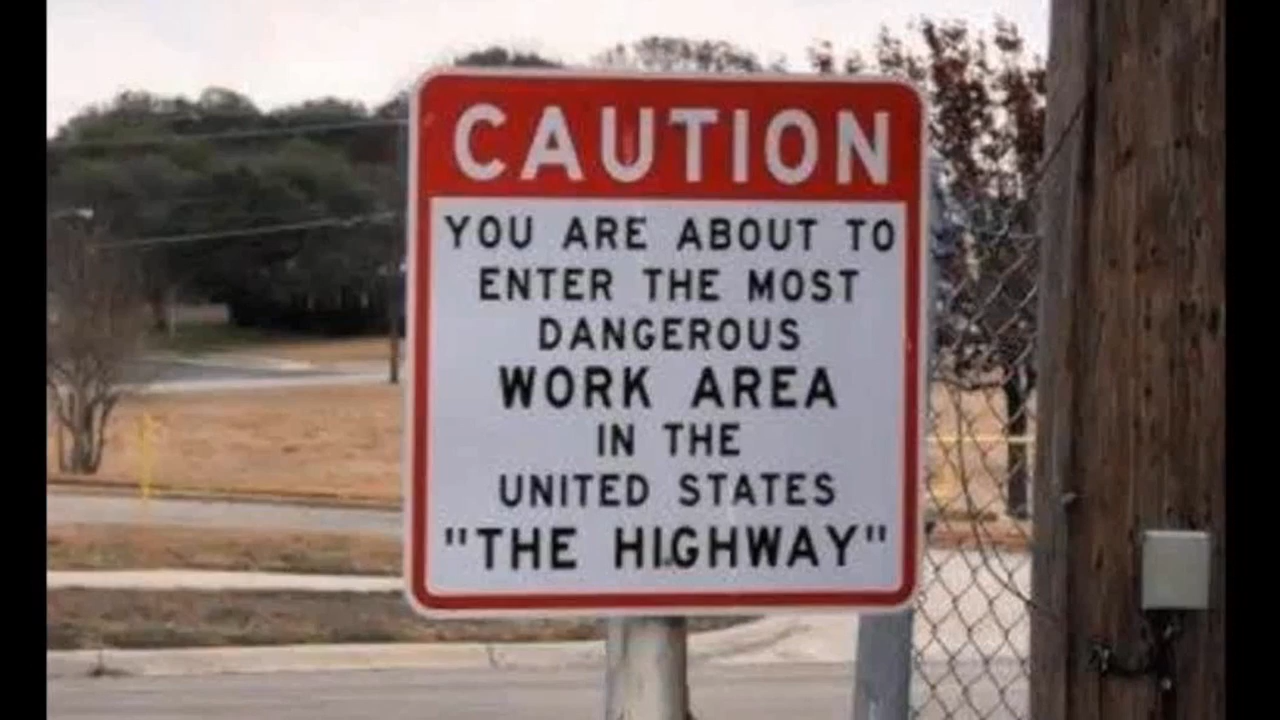 CAUTION
YOU ARE ABOUT TO
ENTER THE MOST
DANGEROUS
WORK AREA
IN THE
UNITED STATES
"THE HIGHWAY"